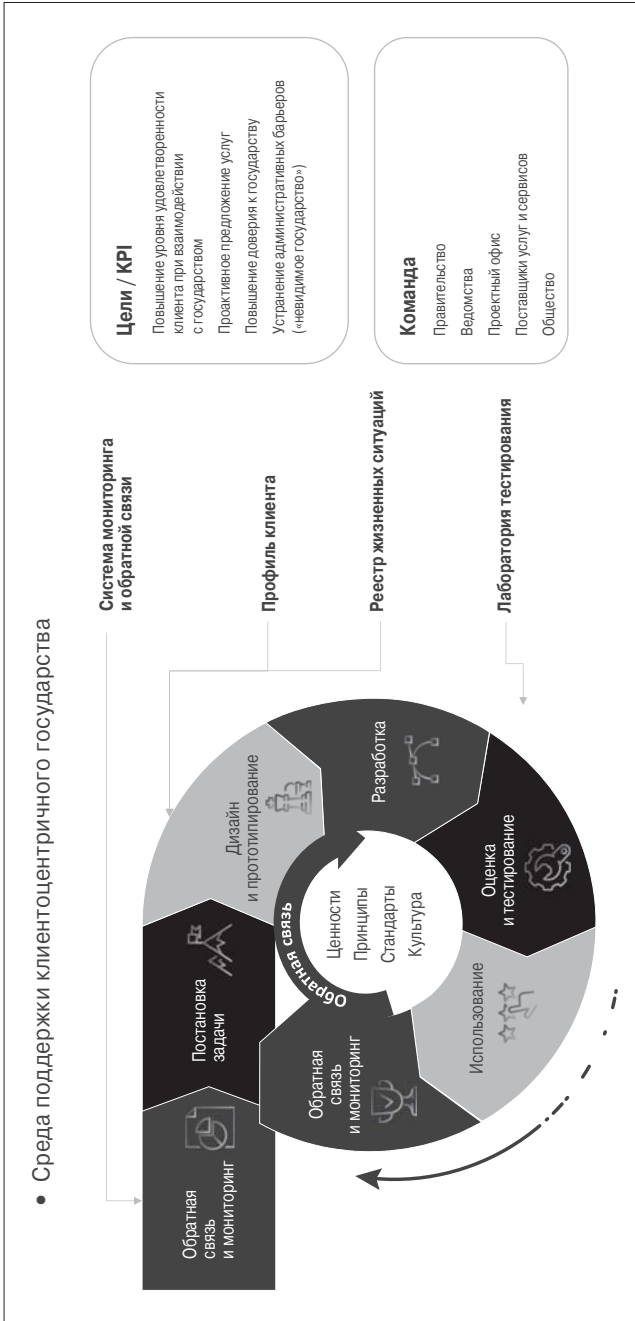 • Среда поддержки клиентоцентричного государства
Обратная
связь
и мониторинг
Постановка
задачи
Дизайн
и прототипирование
Разработка
Оценка
и тестирование
Использование
Обратная
связь
и мониторинг
Обратная связь
Ценности
Принципы
Стандарты
Культура
Система мониторинга
и обратной связи
Профиль клиента
Реестр жизненных ситуаций
Лаборатория тестирования
Цели / KPI
Повышение уровня удовлетворенности
клиента при взаимодействии
с государством
Проактивное предложение услуг
Повышение доверия к государству
Устранение административных барьеров
(«невидимое государство»)
Команда
Правительство
Ведомства
Проектный офис
Поставщики услуг и сервисов
Общество